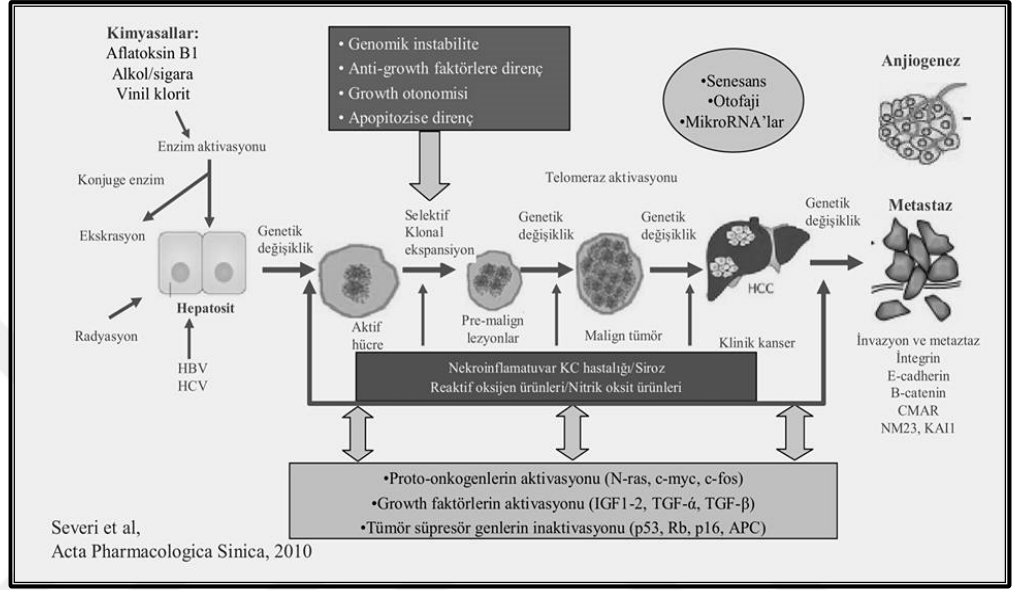 Kimyasallar:
Aflatoksin B1
Alkol/sigara
Vinil klorit
Enzim aktivasyonu
Konjuge enzim
Ekskrasyon
Radyasyon
Hepatosit
HBV
HCV
• Genomik instabilite
• Anti-growth faktörlere direnç
• Growth otonomisi
• Apopitozise direnç
•Senesans
•Otofaji
•MikroRNA’lar
Anjiogenez
Telomeraz aktivasyonu
Genetik
değişiklik
Selektif
Klonal
ekspansiyon
Genetik
değişiklik
Genetik
değişiklik
Genetik
değişiklik
Metastaz
Aktif
hücre
Pre-malign
lezyonlar
Malign tümör
HCC
Klinik kanser
İnvazyon ve metaztaz
İntegrin
E-cadherin
B-catenin
CMAR
NM23, KAI1
Nekroinflamatuvar KC hastalığı/Siroz
Reaktif oksijen ürünleri/Nitrik oksit ürünleri
•Proto-onkogenlerin aktivasyonu (N-ras, c-myc, c-fos)
•Growth faktörlerin aktivasyonu (IGF1-2, TGF-ά, TGF-β)
•Tümör süpresör genlerin inaktivasyonu (p53, Rb, p16, APC)
Severi et al,
Acta Pharmacologica Sinica, 2010